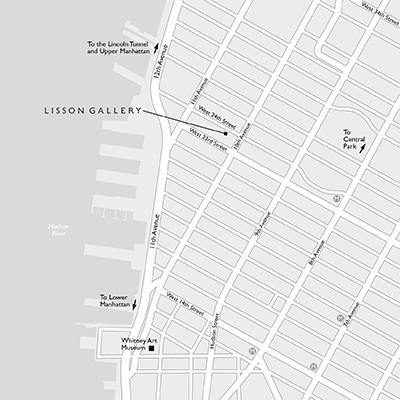 West 34th Street
To the Lincoln Tunnel
and Upper Manhattan
12th Avenue
11th Avenue
LISSON GALLERY
West 24th Street
West 23rd Street
10th Avenue
To
Central
Park
Hudson
River
11th Avenue
9th Avenue
8th Avenue
To Lower
Manhattan
West 14th Street
Hudson Street
7th Avenue
Whitney Art
Museum